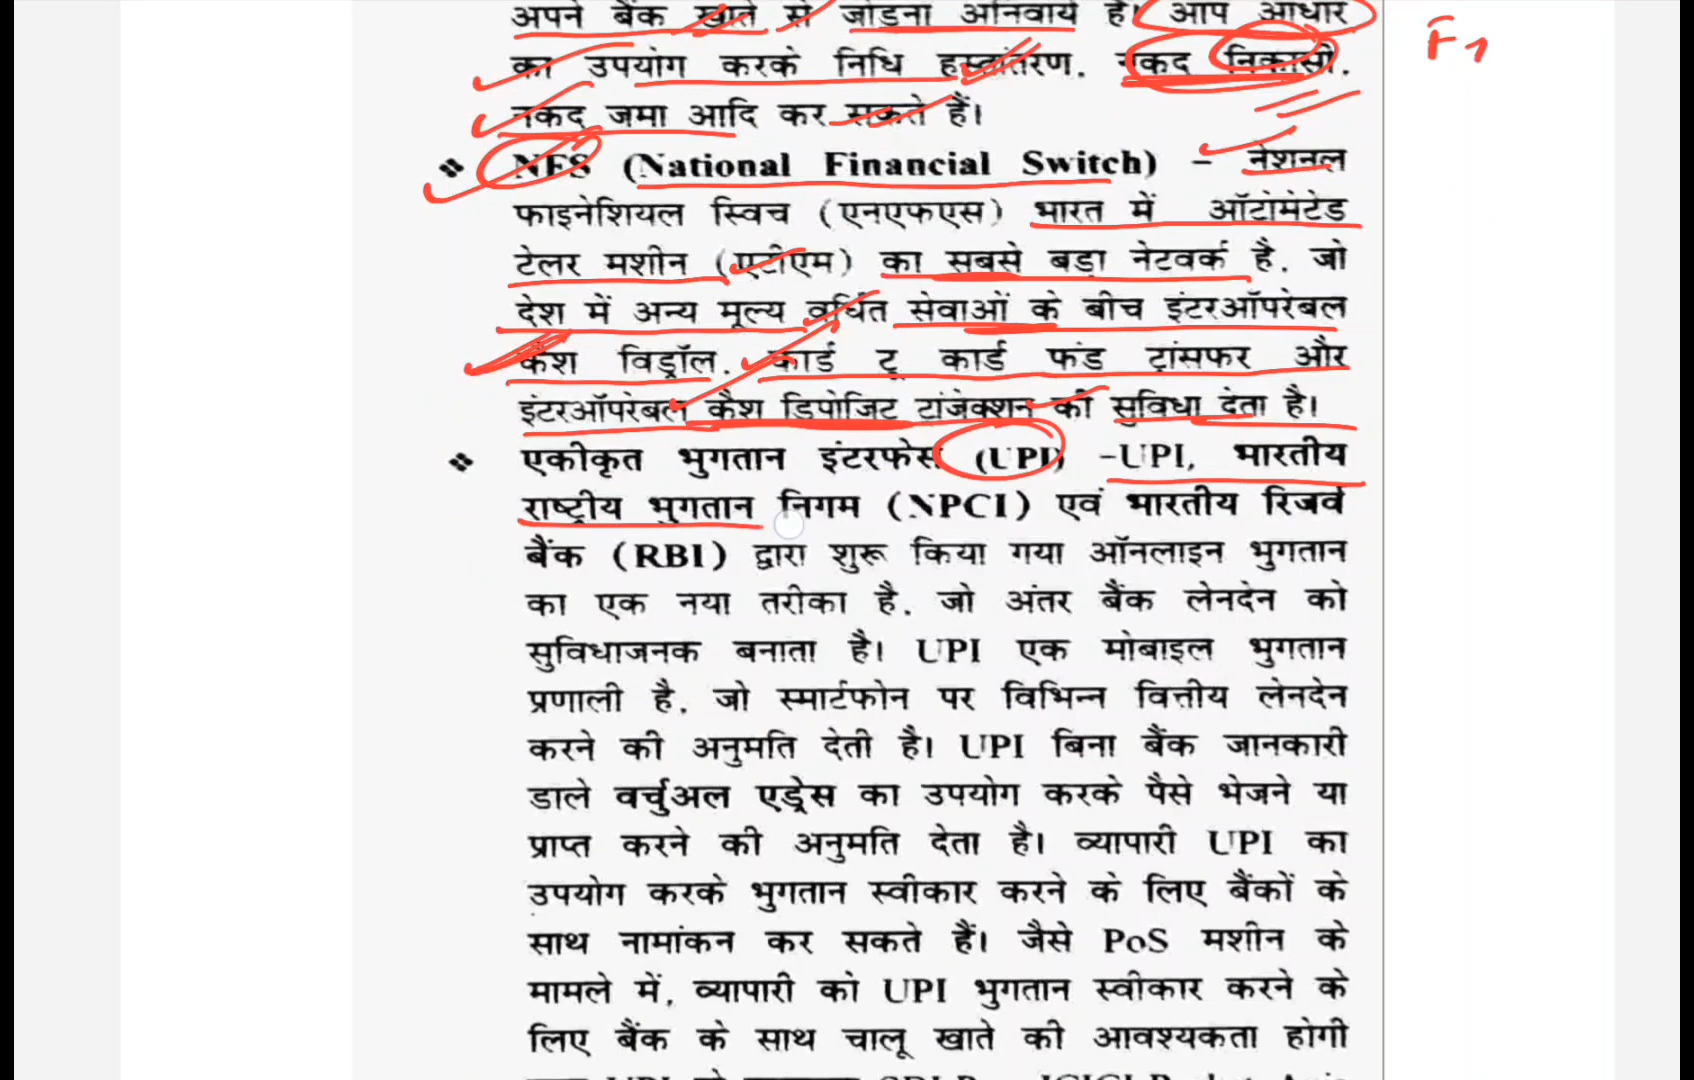 अपने बैंक खाते से जोड़ना अनिवार्य है। आप आधार
F1
का उपयोग करके निधि हस्तांतरण, नकद निकासी,
नकद जमा आदि कर सकते हैं।
❖ NFS (National Financial Switch) – नेशनल
फाइनेंशियल स्विच (एनएफएस) भारत में ऑटोमेटेड
टेलर मशीन (एटीएम) का सबसे बड़ा नेटवर्क है, जो
देश में अन्य मूल्य वर्धित सेवाओं के बीच इंटरऑपरेबल
कैश विड्रॉल, कार्ड टू कार्ड फंड ट्रांसफर और
इंटरऑपरेबल कैश डिपोजिट ट्रांजेक्शन की सुविधा देता है।
❖ एकीकृत भुगतान इंटरफेस (UPI) –UPI, भारतीय
राष्ट्रीय भुगतान निगम (NPCI) एवं भारतीय रिजर्व
बैंक (RBI) द्वारा शुरू किया गया ऑनलाइन भुगतान
का एक नया तरीका है, जो अंतर बैंक लेनदेन को
सुविधाजनक बनाता है। UPI एक मोबाइल भुगतान
प्रणाली है, जो स्मार्टफोन पर विभिन्न वित्तीय लेनदेन
करने की अनुमति देती है। UPI बिना बैंक जानकारी
डाले वर्चुअल एड्रेस का उपयोग करके पैसे भेजने या
प्राप्त करने की अनुमति देता है। व्यापारी UPI का
उपयोग करके भुगतान स्वीकार करने के लिए बैंकों के
साथ नामांकन कर सकते हैं। जैसे PoS मशीन के
मामले में, व्यापारी को UPI भुगतान स्वीकार करने के
लिए बैंक के साथ चालू खाते की आवश्यकता होगी